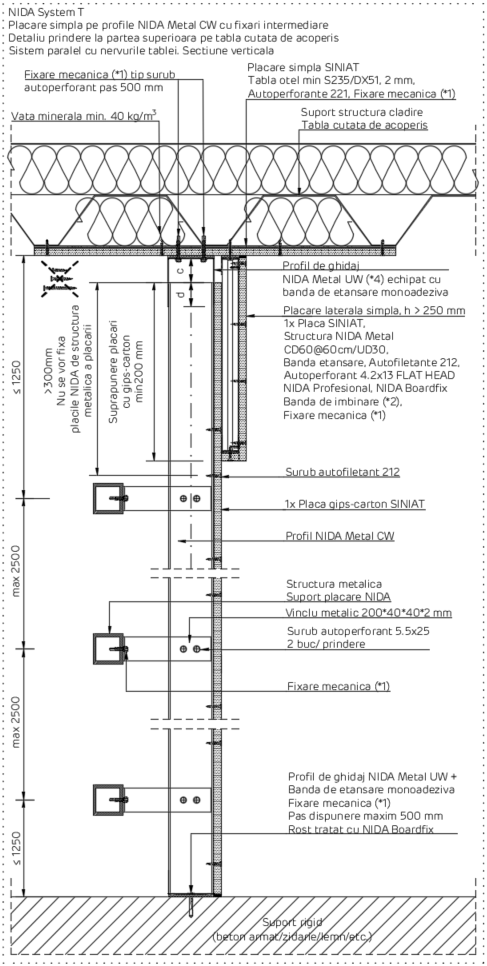 NIDA System T
Placare simpla pe profile NIDA Metal CW cu fixari intermediare
Detaliu prindere la partea superioara pe tabla cutata de acoperis
Sistem paralel cu nervurile tablei. Sectiune verticala
Fixare mecanica (*1) tip surub
autoperforant pas 500 mm
Placare simpla SINIAT
Tabla otel min S235/DX51, 2 mm,
Autoperforante 221, Fixare mecanica (*1)
Vata minerala min. 40 kg/m³
Suport structura cladire
Tabla cutata de acoperis
c
d
≤ 1250
>300mm
Nu se vor fixa
placile NIDA de structura
metalica a placarii
Suprapunere placari
cu gips-carton
min200 mm
Profil de ghidaj
NIDA Metal UW (*4) echipat cu
banda de etansare monoadeziva
Placare laterala simpla, h > 250 mm
1x Placa SINIAT,
Structura NIDA Metal
CD60@60cm/UD30,
Banda etansare, Autofiletante 212,
Autoperforant 4.2x13 FLAT HEAD
NIDA Profesional, NIDA Boardfix
Banda de imbinare (*2),
Fixare mecanica (*1)
Surub autofiletant 212
1x Placa gips-carton SINIAT
max 2500
Profil NIDA Metal CW
Structura metalica
Suport placare NIDA
Vinclu metalic 200*40*40*2 mm
Surub autoperforant 5.5x25
2 buc/ prindere
Fixare mecanica (*1)
max 2500
Profil de ghidaj NIDA Metal UW +
Banda de etansare monoadeziva
Fixare mecanica (*1)
Pas dispunere maxim 500 mm
Rost tratat cu NIDA Boardfix
≤ 1250
Suport rigid
(beton armat/zidarie/lemn/etc.)